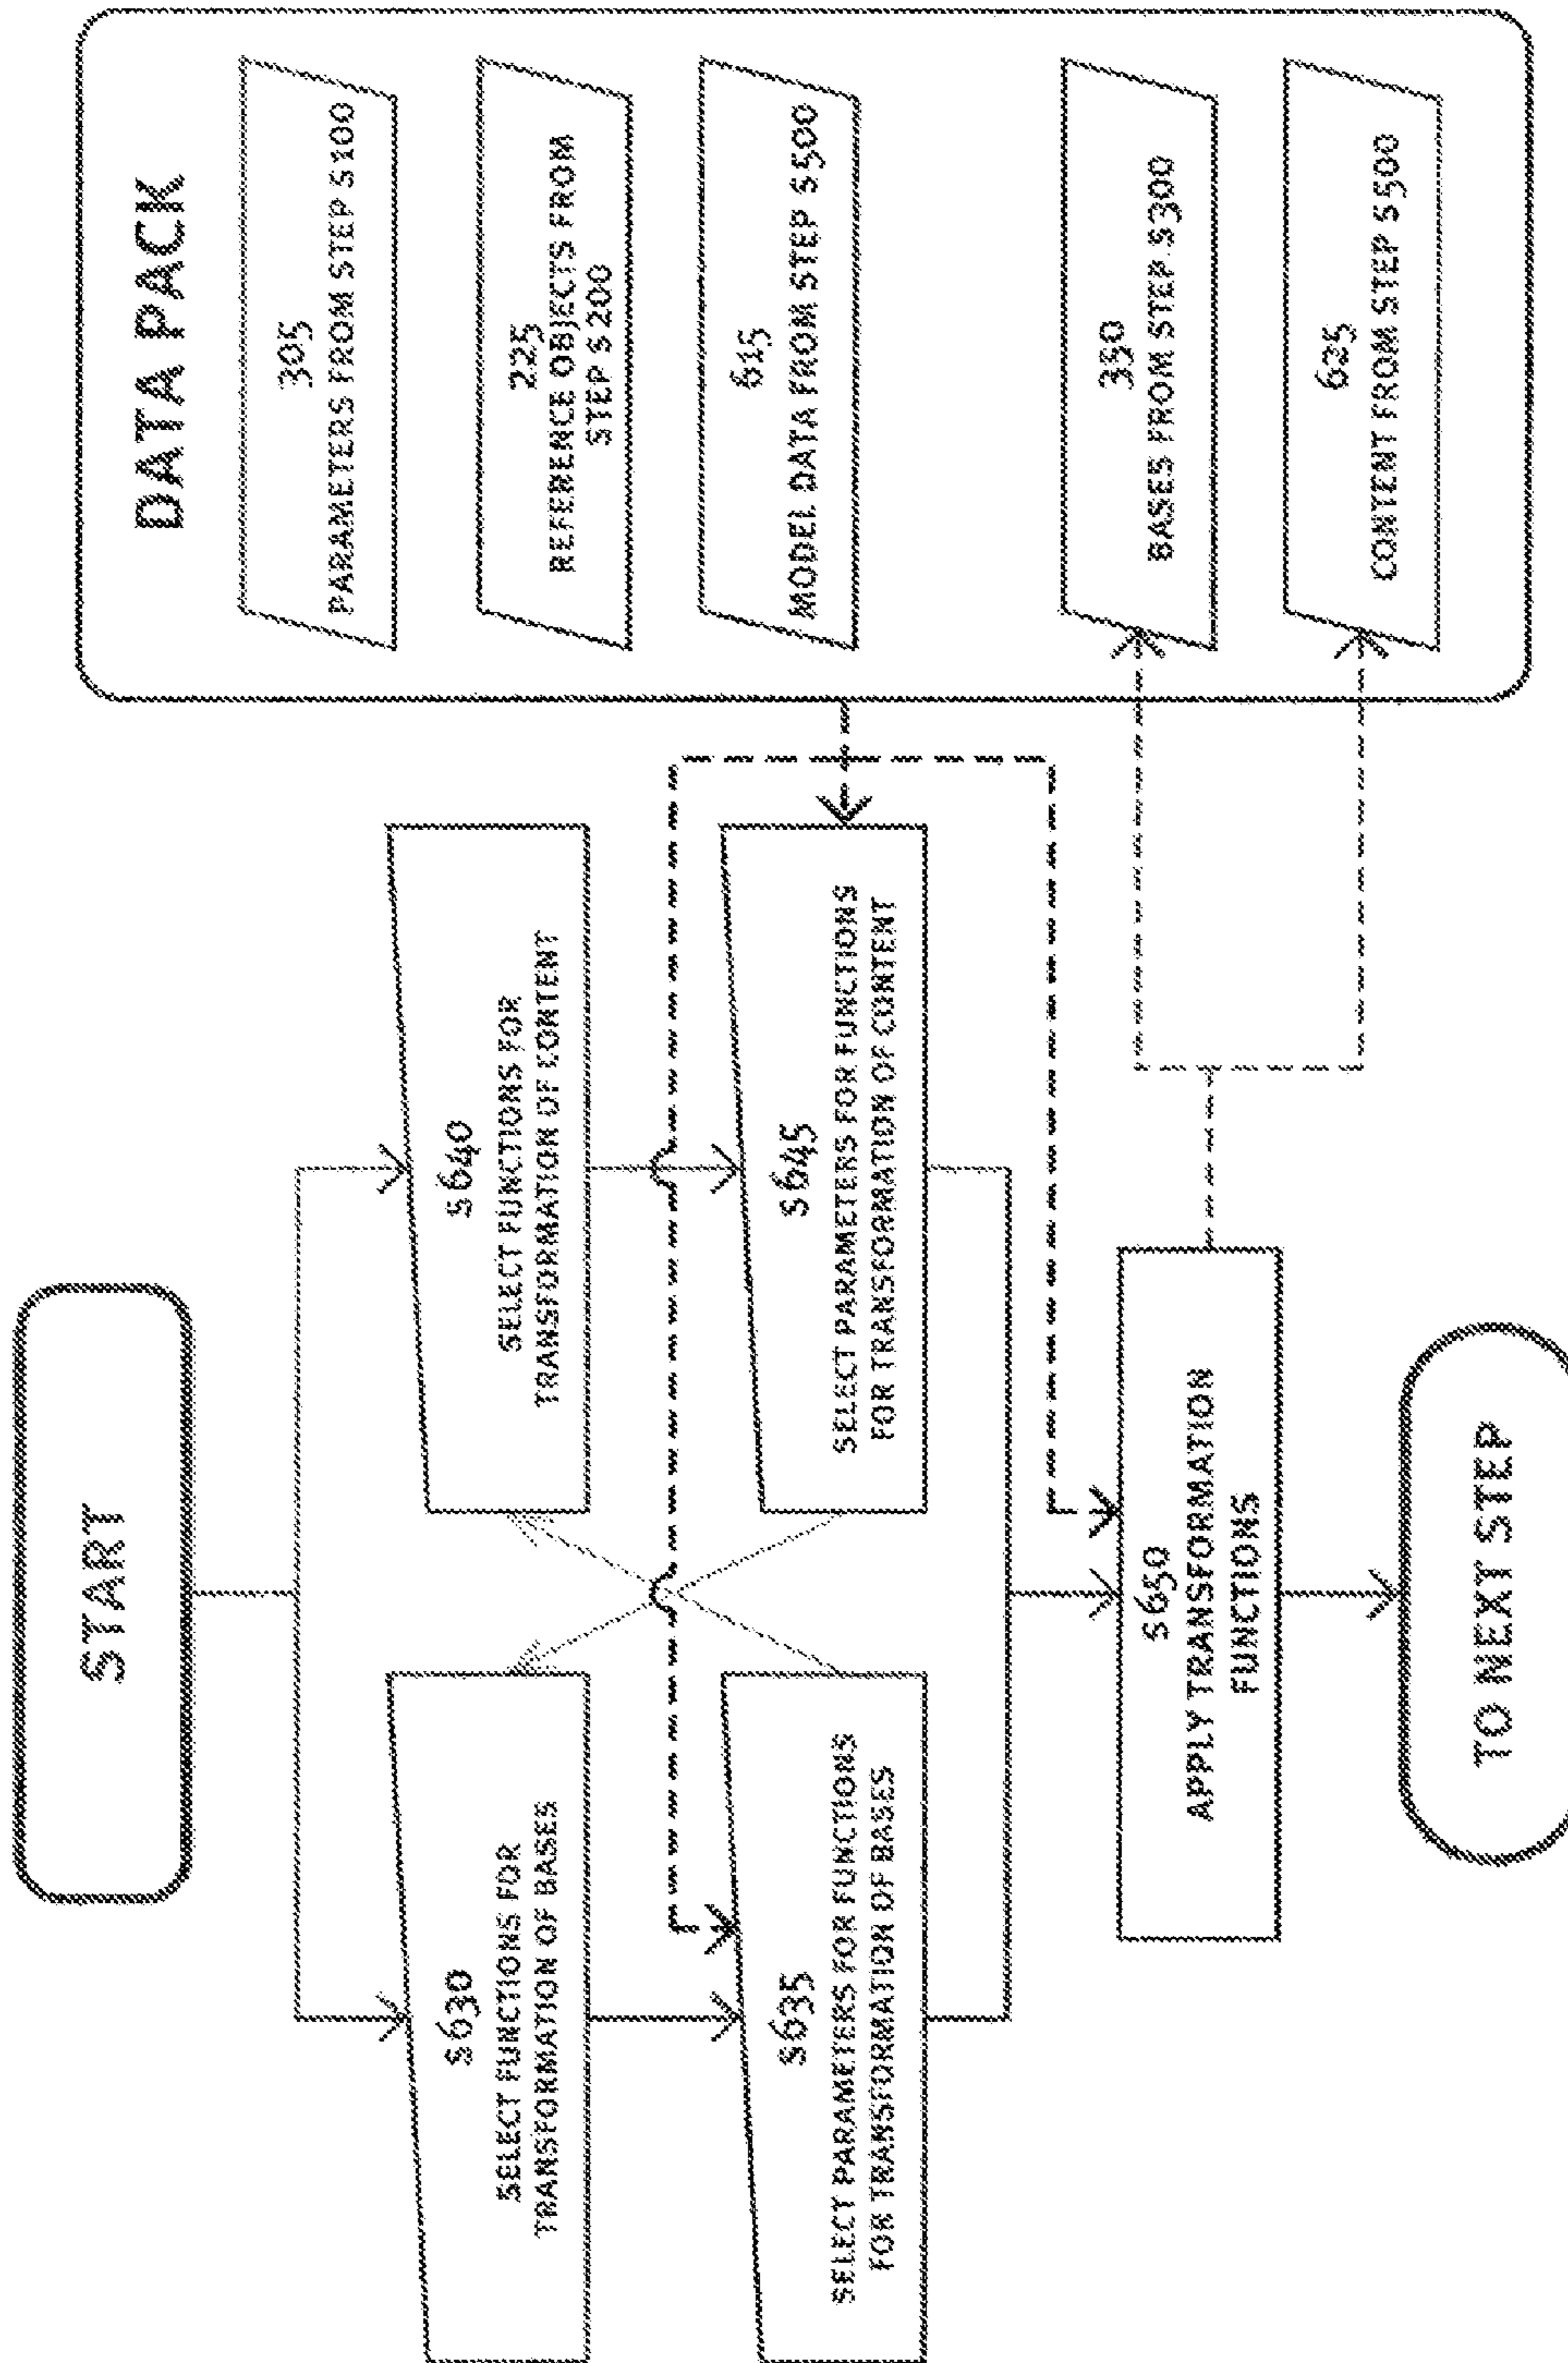 START
S630
SELECT FUNCTIONS FOR
TRANSFORMATION OF BASES
S640
SELECT FUNCTIONS FOR
TRANSFORMATION OF CONTENT
S635
SELECT PARAMETERS FOR FUNCTIONS
FOR TRANSFORMATION OF BASES
S645
SELECT PARAMETERS FOR FUNCTIONS
FOR TRANSFORMATION OF CONTENT
S650
APPLY TRANSFORMATION
FUNCTIONS
TO NEXT STEP
DATA PACK
305
PARAMETERS FROM STEP S100
225
REFERENCE OBJECTS FROM
STEP S 200
615
MODEL DATA FROM STEP S500
350
BASES FROM STEP S300
625
CONTENT FROM STEP S500